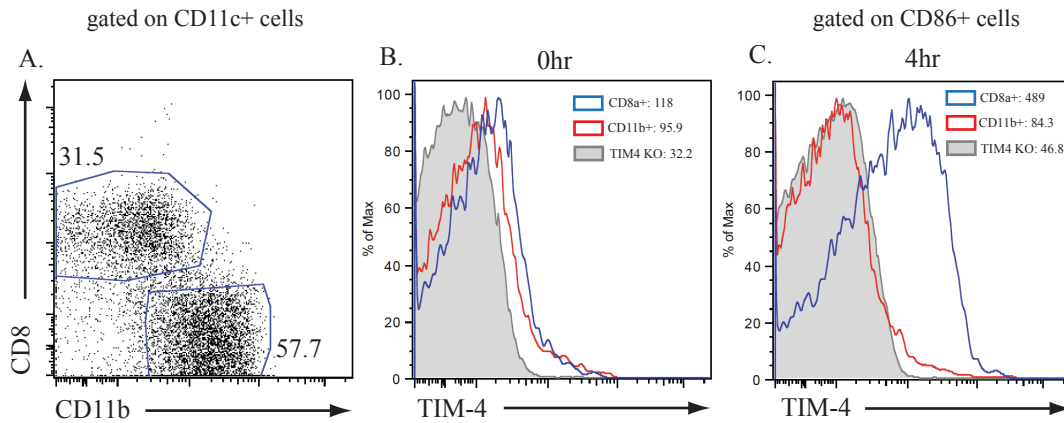 gated on CD11c+ cells
gated on CD86+ cells
A.
31.5
57.7
CD8
CD11b
B.
0hr
CD8a+: 118
CD11b+: 95.9
TIM4 KO: 32.2
100
80
60
40
20
0
% of Max
TIM-4
C.
4hr
CD8a+: 489
CD11b+: 84.3
TIM4 KO: 46.8
100
80
60
40
20
0
% of Max
TIM-4